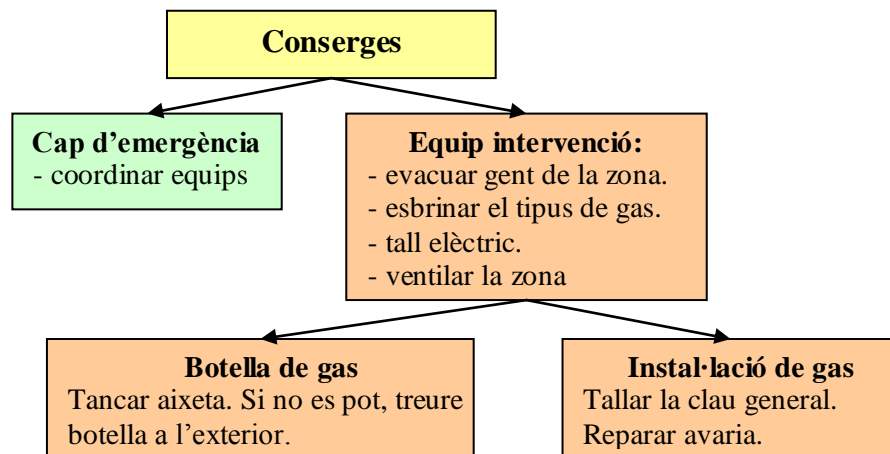 Conserges
Cap d'emergència
- coordinar equips
Equip intervenció:
- evacuar gent de la zona.
- esbrinar el tipus de gas.
- tall elèctric.
- ventilar la zona
Botella de gas
Tancar aixeta. Si no es pot, treure
botella a l'exterior.
Instal·lació de gas
Tallar la clau general.
Reparar avaria.